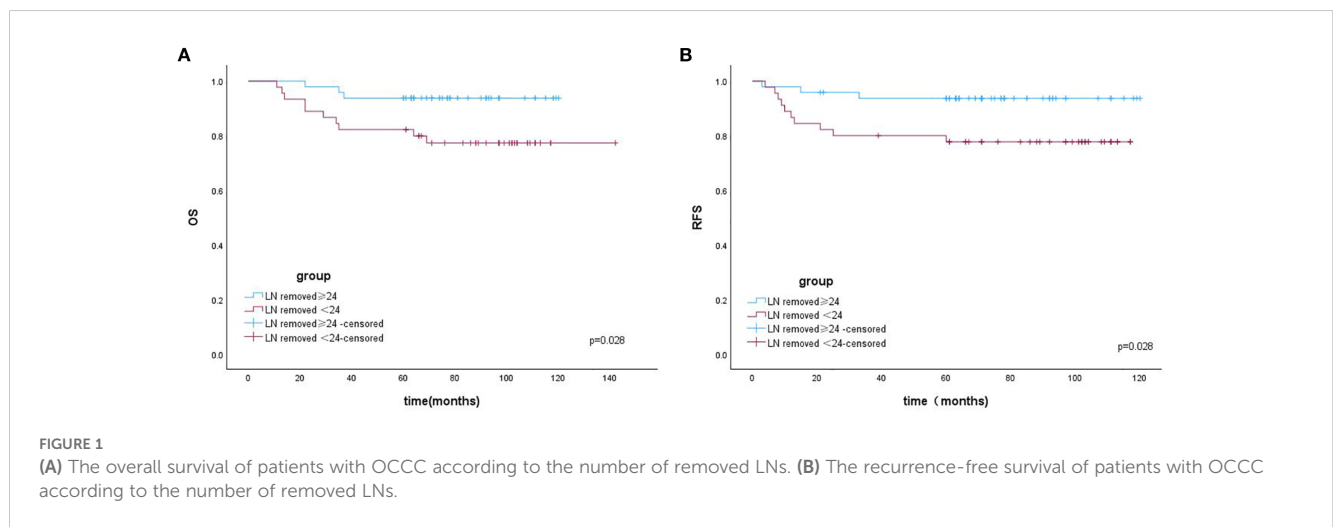 A
1.0
0.8
0.6
0.4
0.2
0.0
OS
group
LN removed⩾24
LN removed <24
LN removed⩾24 -censored
LN removed <24-censored
p=0.028
0 20 40 60 80 100 120 140
time(months)
B
1.0
0.8
0.6
0.4
0.2
0.0
RFS
group
LN removed⩾24
LN removed <24
LN removed⩾24 -censored
LN removed <24-censored
p=0.028
0 20 40 60 80 100 120
time（months)
FIGURE 1
(A) The overall survival of patients with OCCC according to the number of removed LNs. (B) The recurrence-free survival of patients with OCCC
according to the number of removed LNs.